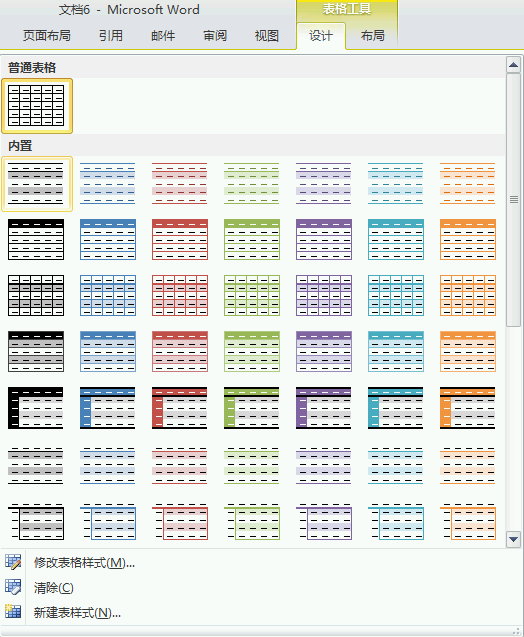 文档6 - Microsoft Word
表格工具
页面布局 引用 邮件 审阅 视图 设计 布局
普通表格
内置
修改表格样式(M)...
清除(C)
新建表样式(N)...